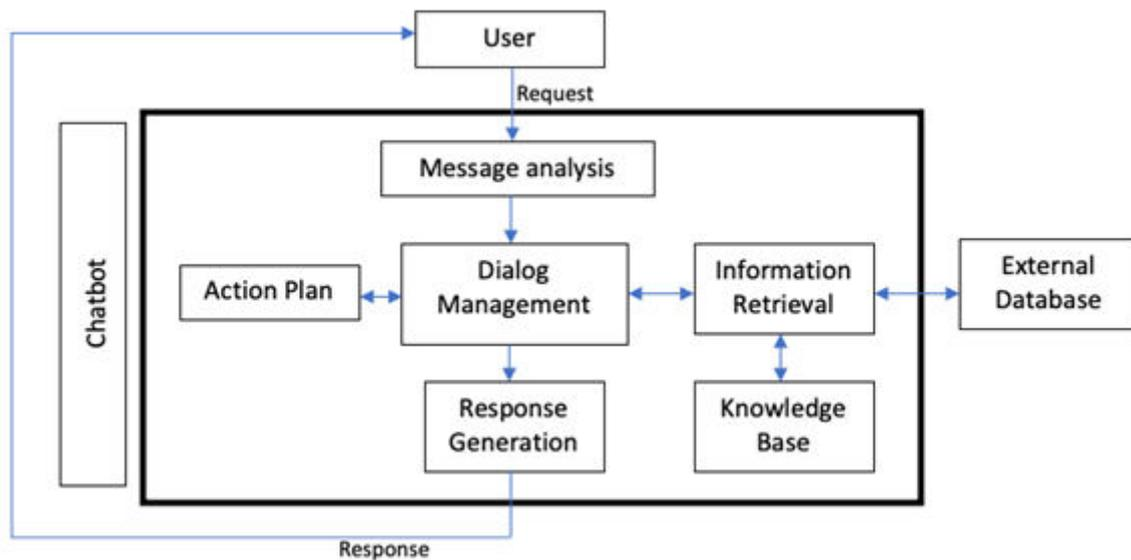 User
Request
Message analysis
Chatbot
Action Plan
Dialog
Management
Information
Retrieval
External
Database
Response
Generation
Knowledge
Base
Response